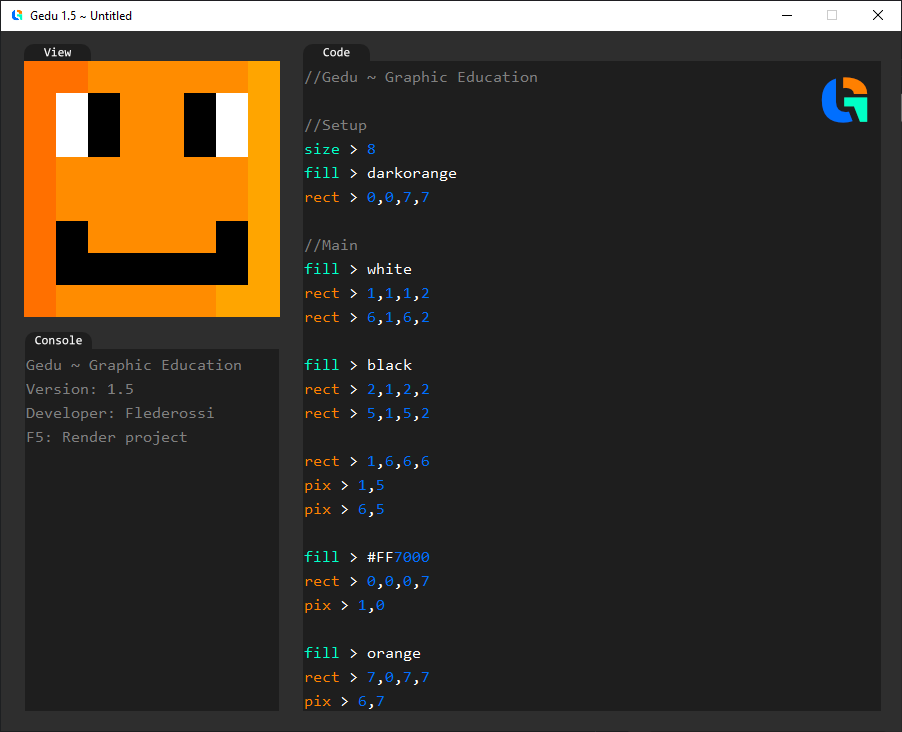 Gedu 1.5 ~ Untitled
View
Console
Gedu ~ Graphic Education
Version: 1.5
Developer: Flederossi
F5: Render project
Code
//Gedu ~ Graphic Education
//Setup
size > 8
fill > darkorange
rect > 0,0,7,7
//Main
fill > white
rect > 1,1,1,2
rect > 6,1,6,2
fill > black
rect > 2,1,2,2
rect > 5,1,5,2
rect > 1,6,6,6
pix > 1,5
pix > 6,5
fill > #FF7000
rect > 0,0,0,7
pix > 1,0
fill > orange
rect > 7,0,7,7
pix > 6,7